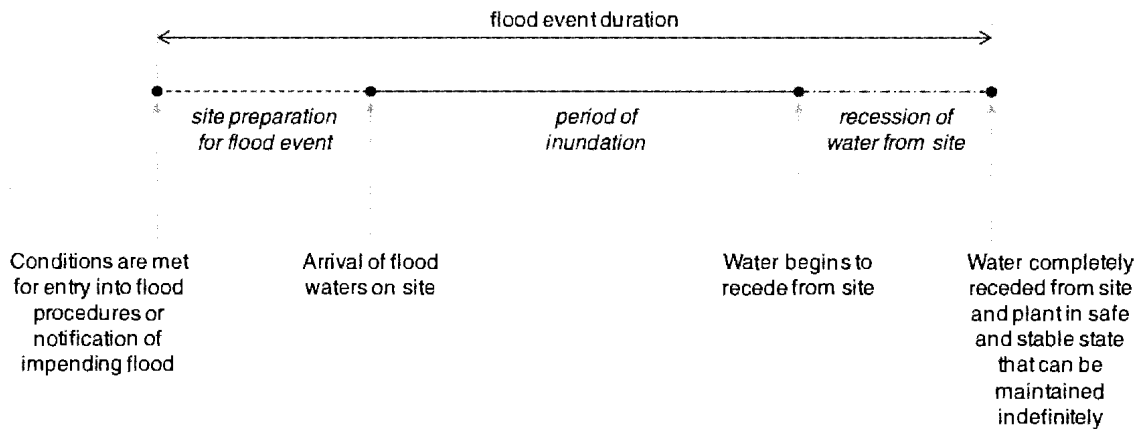 flood event duration
site preparation
for flood event
period of
inundation
recession of
water from site
Conditions are met
for entry into flood
procedures or
notification of
impending flood
Arrival of flood
waters on site
Water begins to
recede from site
Water completely
receded from site
and plant in safe
and stable state
that can be
maintained
indefinitely